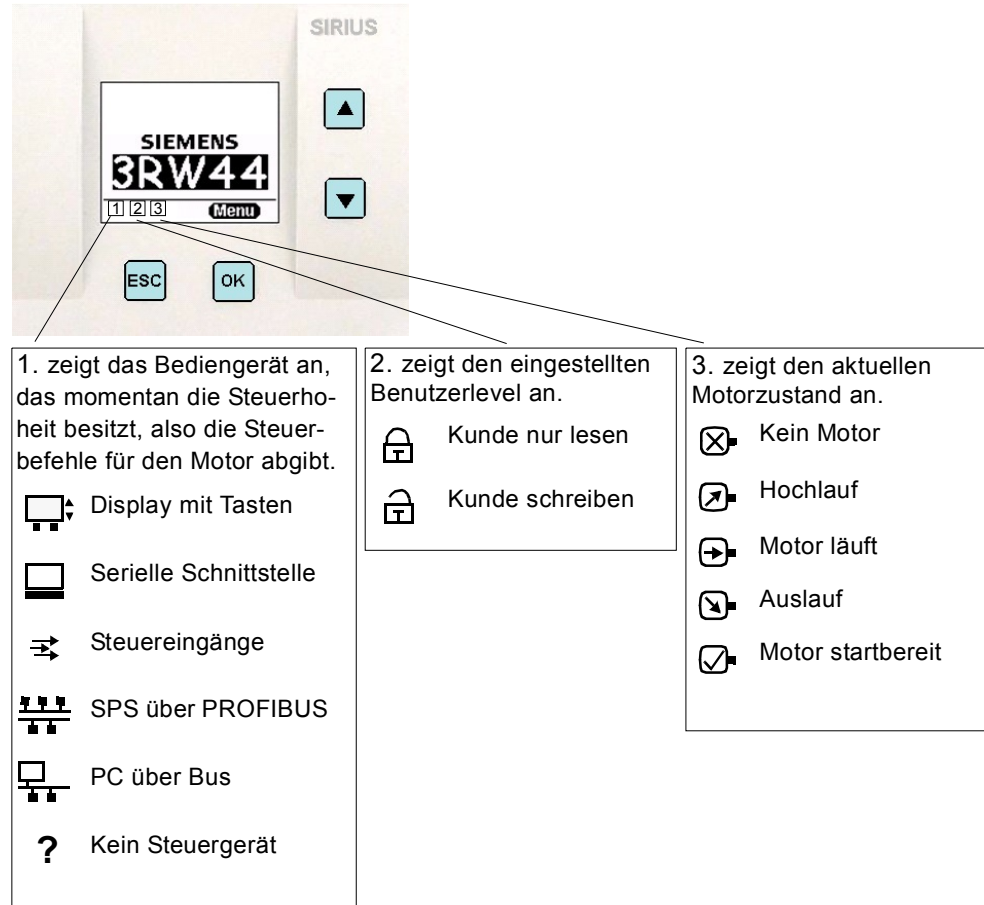 SIRIUS
SIEMENS
3RW44
1 2 3 Menu
ESC OK
1. zeigt das Bediengerät an,
das momentan die Steuerho-
heit besitzt, also die Steuer-
befehle für den Motor abgibt.
Display mit Tasten
Serielle Schnittstelle
Steuereingänge
SPS über PROFIBUS
PC über Bus
? Kein Steuergerät
2. zeigt den eingestellten
Benutzerlevel an.
Kunde nur lesen
Kunde schreiben
3. zeigt den aktuellen
Motorzustand an.
Kein Motor
Hochlauf
Motor läuft
Auslauf
Motor startbereit